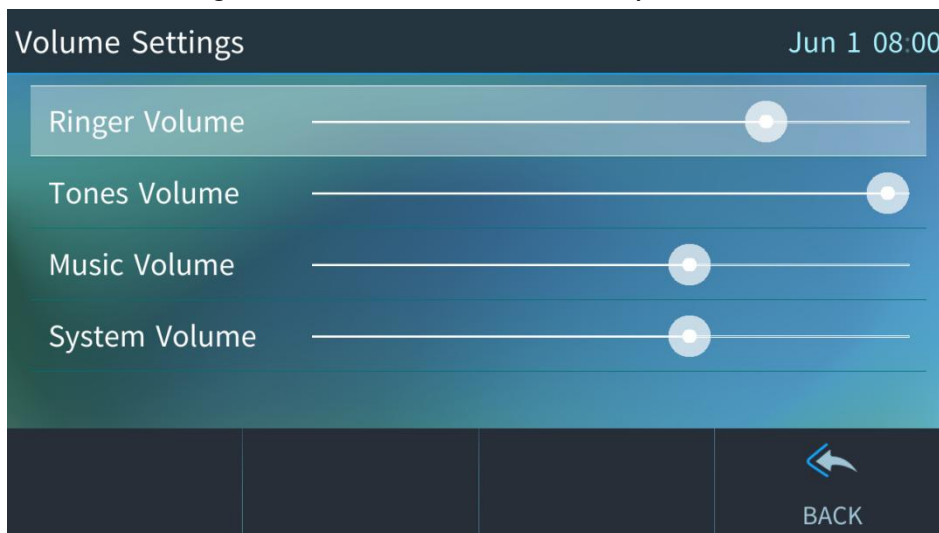 Volume Settings Jun 1 08:00
Ringer Volume
Tones Volume
Music Volume
System Volume
BACK